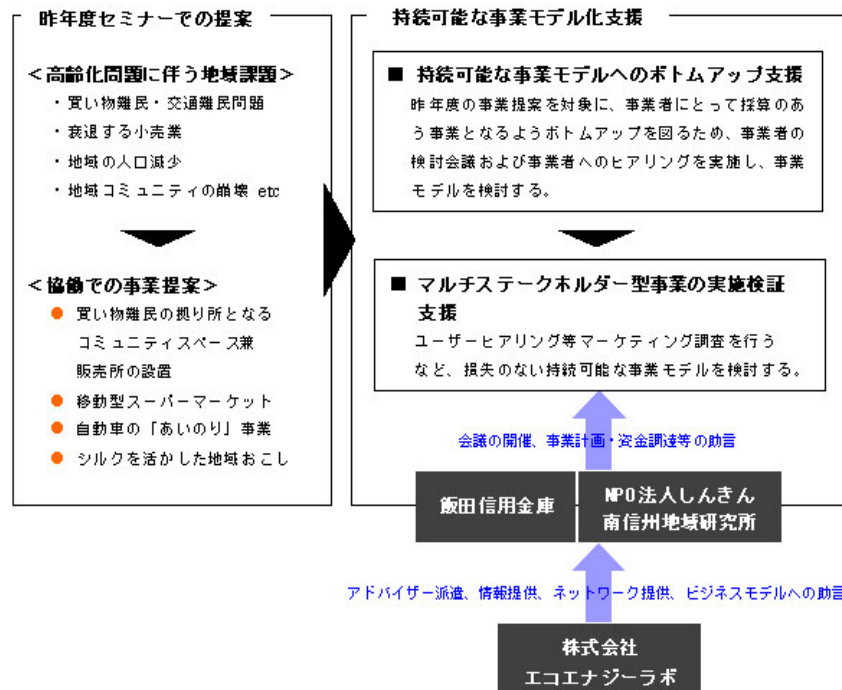 昨年度セミナーでの提案
＜高齢化問題に伴う地域課題＞
・買い物難民・交通難民問題
・衰退する小売業
・地域の人口減少
・地域コミュニティの崩壊 etc
＜協働での事業提案＞
● 買い物難民の拠り所となる
コミュニティスペース兼
販売所の設置
● 移動型スーパーマーケット
● 自動車の「あいのり」事業
● シルクを活かした地域おこし
持続可能な事業モデル化支援
■ 持続可能な事業モデルへのボトムアップ支援
昨年度の事業提案を対象に、事業者にとって採算のあ
う事業となるようボトムアップを図るため、事業者の
検討会議および事業者へのヒアリングを実施し、事業
モデルを検討する。
■ マルチステークホルダー型事業の実施検証
支援
ユーザーヒアリング等マーケティング調査を行う
など、損失のない持続可能な事業モデルを検討する。
会議の開催、事業計画・資金調達等の助言
飯田信用金庫
NPO法人しんきん
南信州地域研究所
アドバイザー派遣、情報提供、ネットワーク提供、ビジネスモデルへの助言
株式会社
エコエナジーラボ